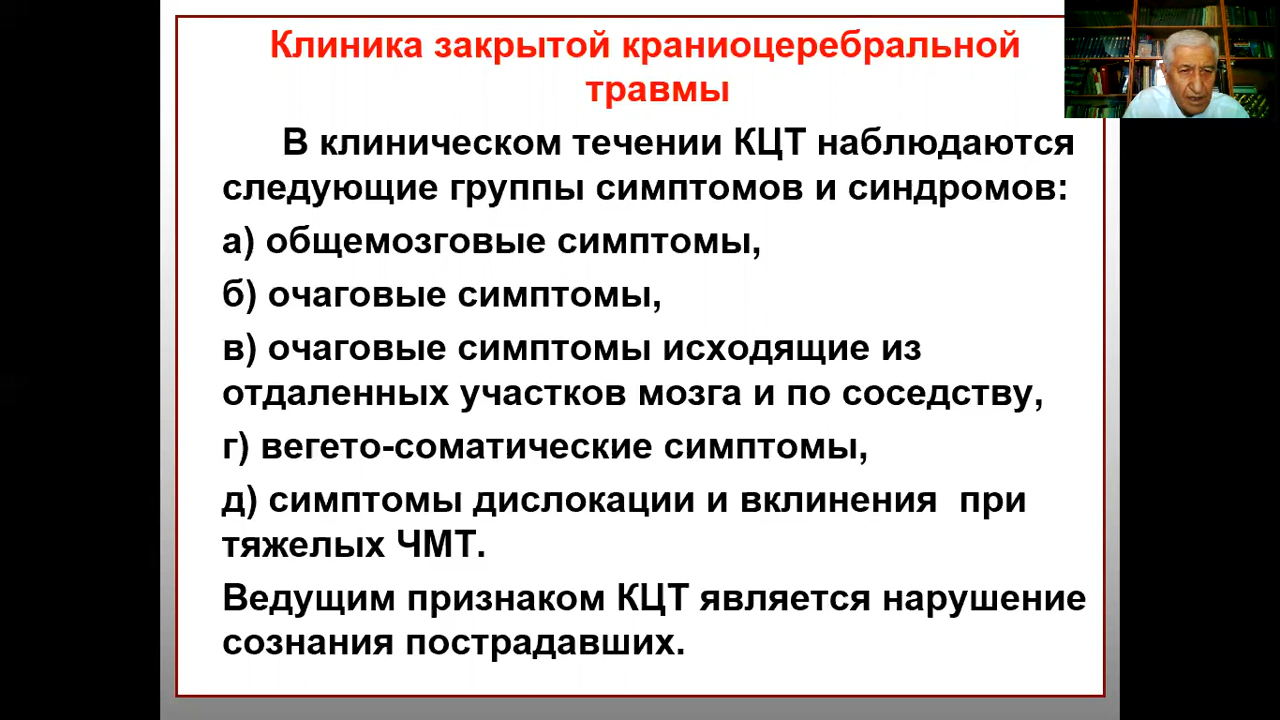 Клиника закрытой краниоцеребральной
травмы
В клиническом течении КЦТ наблюдаются
следующие группы симптомов и синдромов:
а) общемозговые симптомы,
б) очаговые симптомы,
в) очаговые симптомы исходящие из
отдаленных участков мозга и по соседству,
г) вегето-соматические симптомы,
д) симптомы дислокации и вклинения при
тяжелых ЧМТ.
Ведущим признаком КЦТ является нарушение
сознания пострадавших.